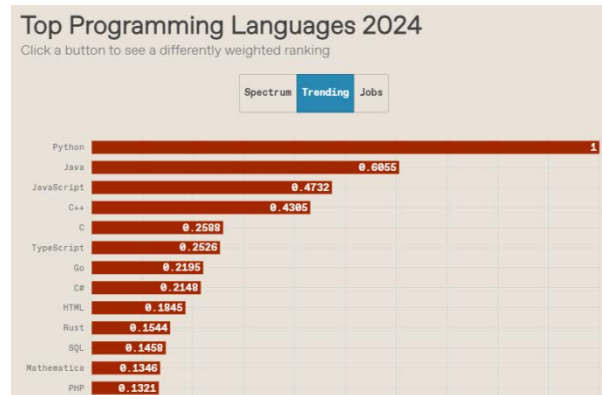 Top Programming Languages 2024
Click a button to see a differently weighted ranking
Spectrum Trending Jobs
Python 1
Java 0.6055
JavaScript 0.4732
C++ 0.4305
C 0.2588
TypeScript 0.2526
Go 0.2195
C# 0.2148
HTML 0.1845
Rust 0.1544
SQL 0.1458
Mathematica 0.1346
PHP 0.1321